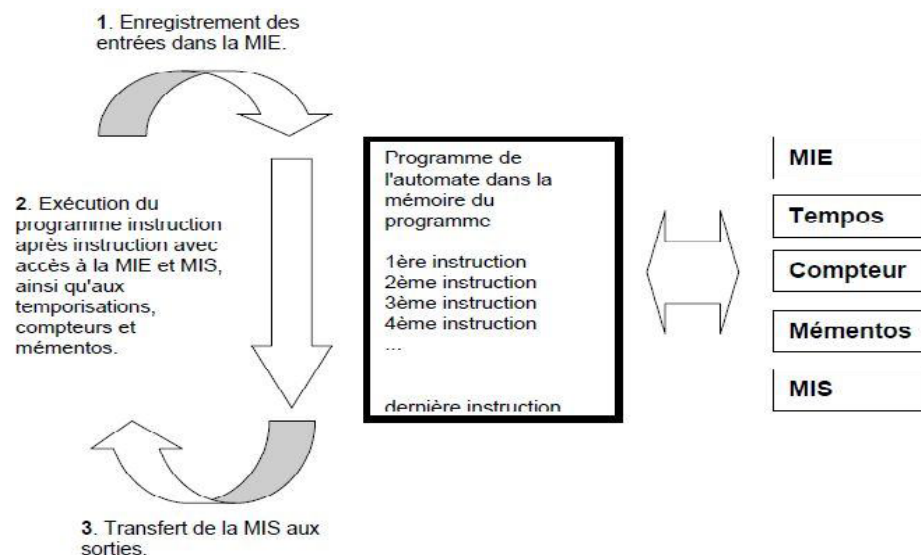 1. Enregistrement des
entrées dans la MIE.
2. Exécution du
programme instruction
après instruction avec
accès à la MIE et MIS,
ainsi qu'aux
temporisations,
compteurs et
mémentos.
Programme de
l'automate dans la
mémoire du
programme
1ère instruction
2ème instruction
3ème instruction
4ème instruction
...
dernière instruction
MIE
Tempos
Compteur
Mémentos
MIS
3. Transfert de la MIS aux
sorties.